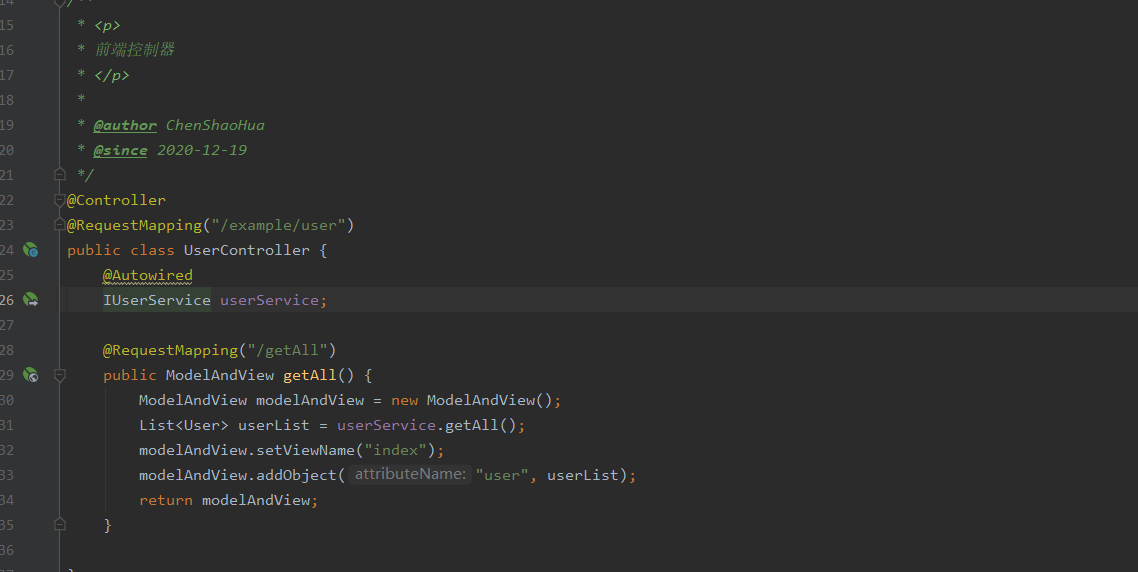 14 /**
15  * <p>
16  * 前端控制器
17  * </p>
18  *
19  * @author ChenShaoHua
20  * @since 2020-12-19
21  */
22 @Controller
23 @RequestMapping("/example/user")
24 public class UserController {
25     @Autowired
26     IUserService userService;
27
28     @RequestMapping("/getAll")
29     public ModelAndView getAll() {
30         ModelAndView modelAndView = new ModelAndView();
31         List<User> userList = userService.getAll();
32         modelAndView.setViewName("index");
33         modelAndView.addObject( attributeName: "user", userList);
34         return modelAndView;
35     }
36